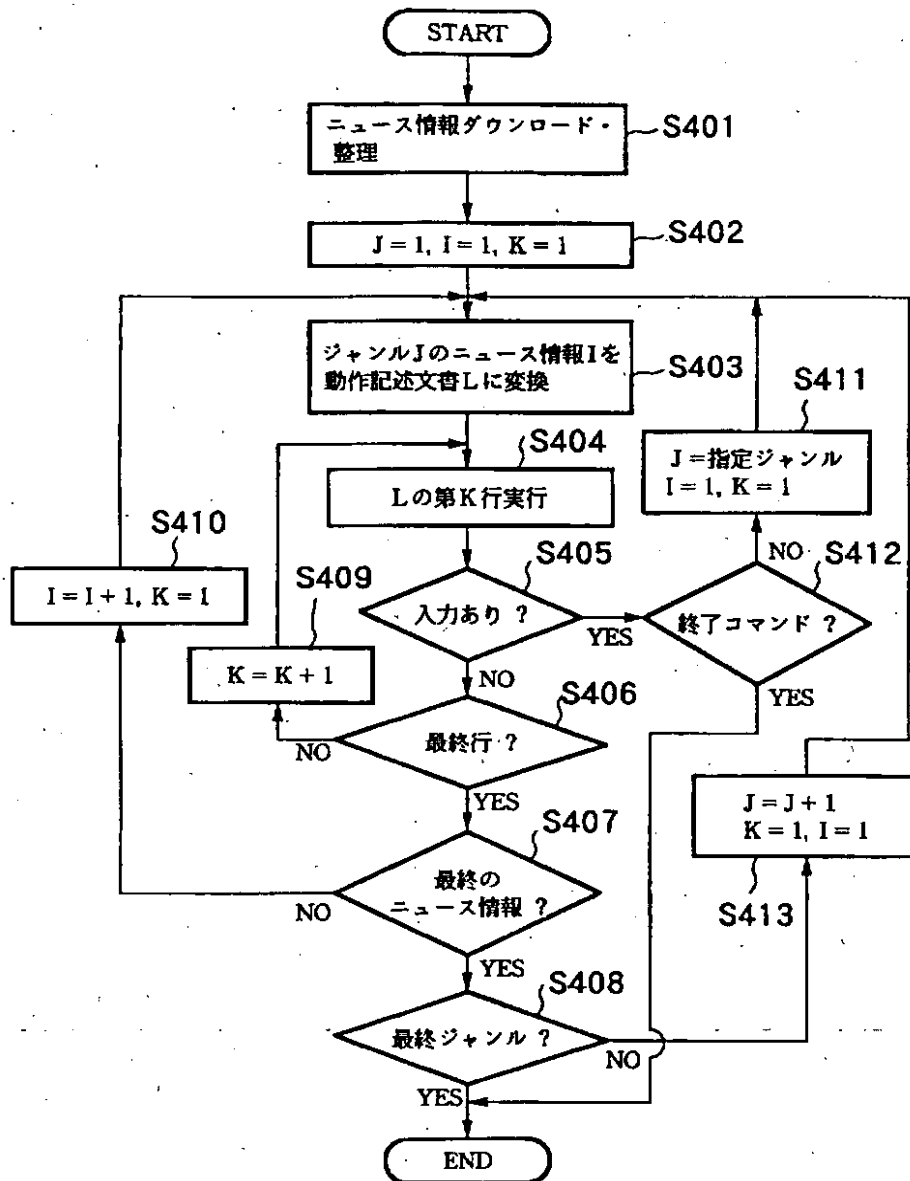 START
ニュース情報ダウンロード・
整理
S401
J=1, I=1, K=1
S402
ジャンルJのニュース情報Iを
動作記述文書Lに変換
S403
S404
Lの第K行実行
S411
J=指定ジャンル
I=1, K=1
S410
I=I+1, K=1
S409
K=K+1
S405
入力あり ?
YES
NO
S412
終了コマンド ?
NO
YES
S406
最終行 ?
NO
YES
S407
最終の
ニュース情報 ?
NO
YES
J=J+1
K=1, I=1
S413
S408
最終ジャンル ?
NO
YES
END